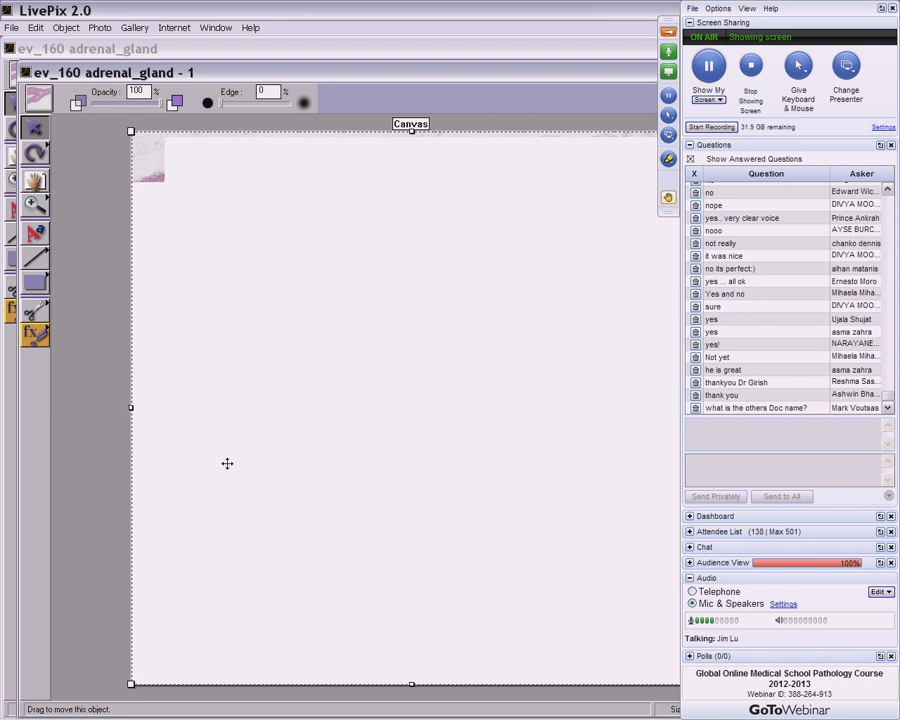 LivePix 2.0
File Edit Object Photo Gallery Internet Window Help
ev_160 adrenal_gland
ev_160 adrenal_gland - 1
Opacity: 100 % Edge: 0 %
Canvas
Drag to move this object.
File Options View Help
Screen Sharing
ON AIR Showing screen
Show My
Screen
Stop
Showing
Screen
Give
Keyboard
& Mouse
Change
Presenter
Start Recording 31.9 GB remaining Settings
Questions
Show Answered Questions
X Question Asker
no Edward Wic...
nope DIVYA MOO...
yes.. very clear voice Prince Ankrah
nooo AYSE BURC...
not really chanko dennis
it was nice DIVYA MOO...
no its perfect:) alhan matanis
yes ... all ok Ernesto Moro
Yes and no Mihaela Miha...
sure DIVYA MOO...
yes Ujala Shujat
yes asma zahra
yes! NARAYANE...
Not yet Mihaela Miha...
he is great asma zahra
thankyou Dr Girish Reshma Sas...
thank you Ashwin Bha...
what is the others Doc name? Mark Voutsas
Send Privately Send to All
Dashboard
Attendee List (138 | Max 501)
Chat
Audience View 100%
Audio
Telephone Edit
Mic & Speakers Settings
Talking: Jim Lu
Polls (0/0)
Global Online Medical School Pathology Course
2012-2013
Webinar ID: 388-264-913
GoToWebinar